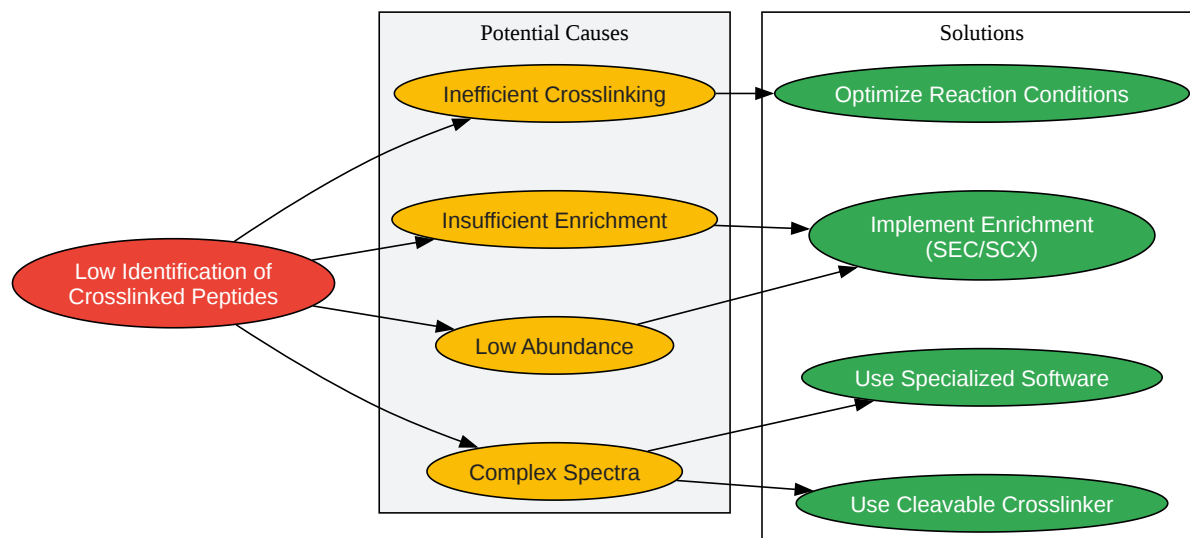 Potential Causes
Solutions
Inefficient Crosslinking
Optimize Reaction Conditions
Insufficient Enrichment
Implement Enrichment
(SEC/SCX)
Low Identification of
Crosslinked Peptides
Low Abundance
Use Specialized Software
Complex Spectra
Use Cleavable Crosslinker